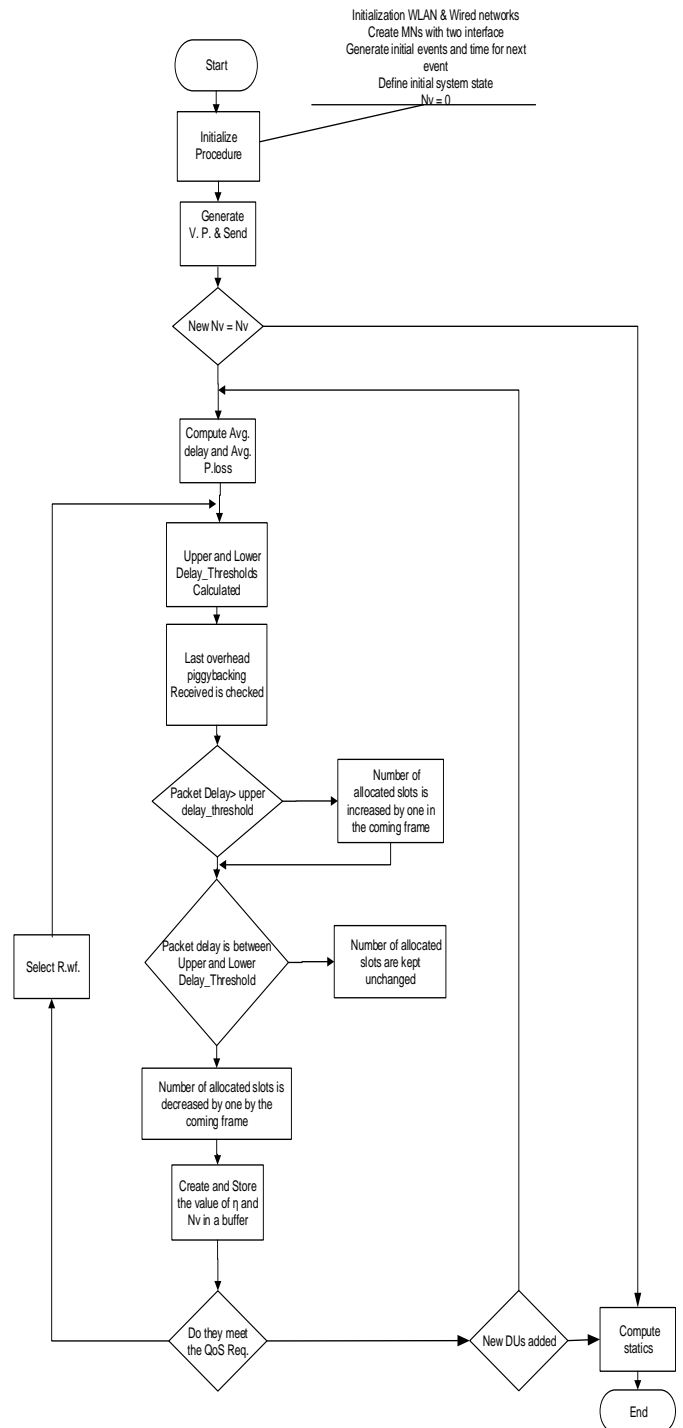 Initialization WLAN & Wired networks
Create MNs with two interface
Generate initial events and time for next
event
Define initial system state
Nv = 0
Start
Initialize
Procedure
Generate
V. P. & Send
New Nv = Nv
Compute Avg.
delay and Avg.
P.loss
Upper and Lower
Delay_Thresholds
Calculated
Last overhead
piggybacking
Received is checked
Packet Delay> upper
delay_threshold
Number of
allocated slots is
increased by one in
the coming frame
Packet delay is between
Upper and Lower
Delay_Threshold
Number of allocated
slots are kept
unchanged
Select R.wf.
Number of allocated slots is
decreased by one by the
coming frame
Create and Store
the value of η and
Nv in a buffer
Do they meet
the QoS Req.
New DUs added
Compute
statics
End